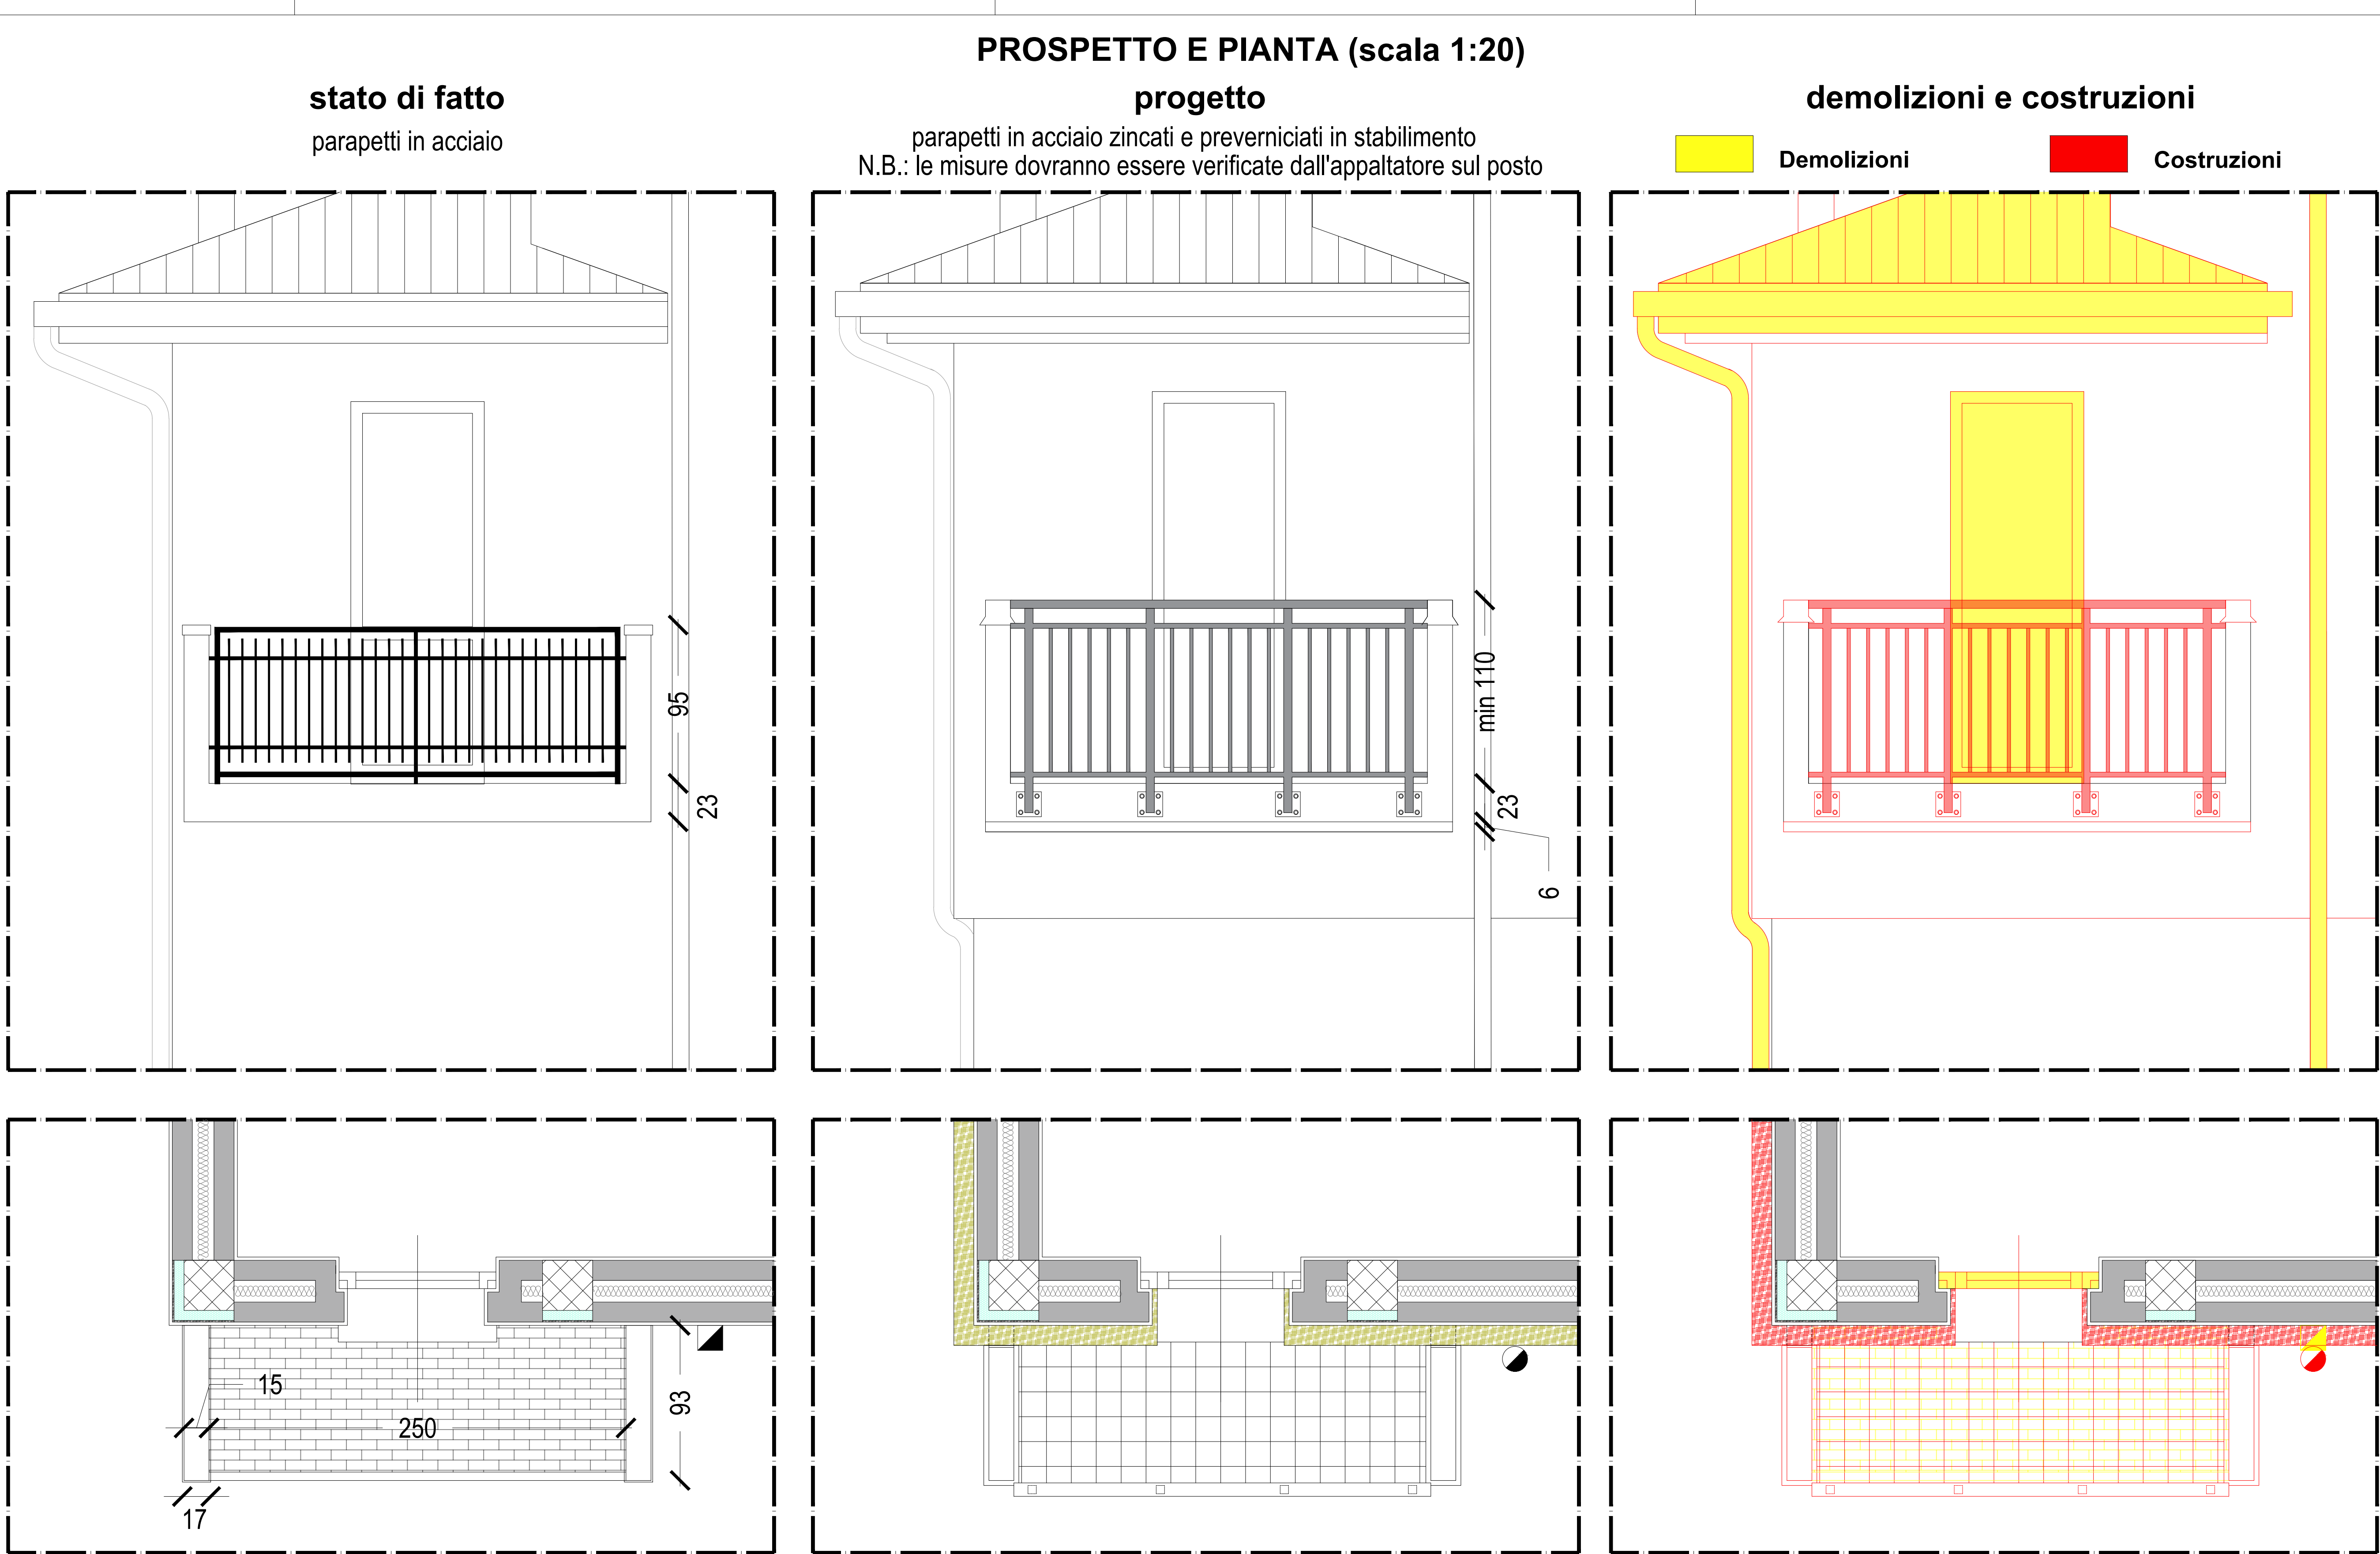 PROSPETTO E PIANTA (scala 1:20)
stato di fatto
parapetti in acciaio
progetto
parapetti in acciaio zincati e preverniciati in stabilimento
N.B.: le misure dovranno essere verificate dall'appaltatore sul posto
demolizioni e costruzioni
Demolizioni
Costruzioni
95
23
min 110
23
6
15
250
93
17